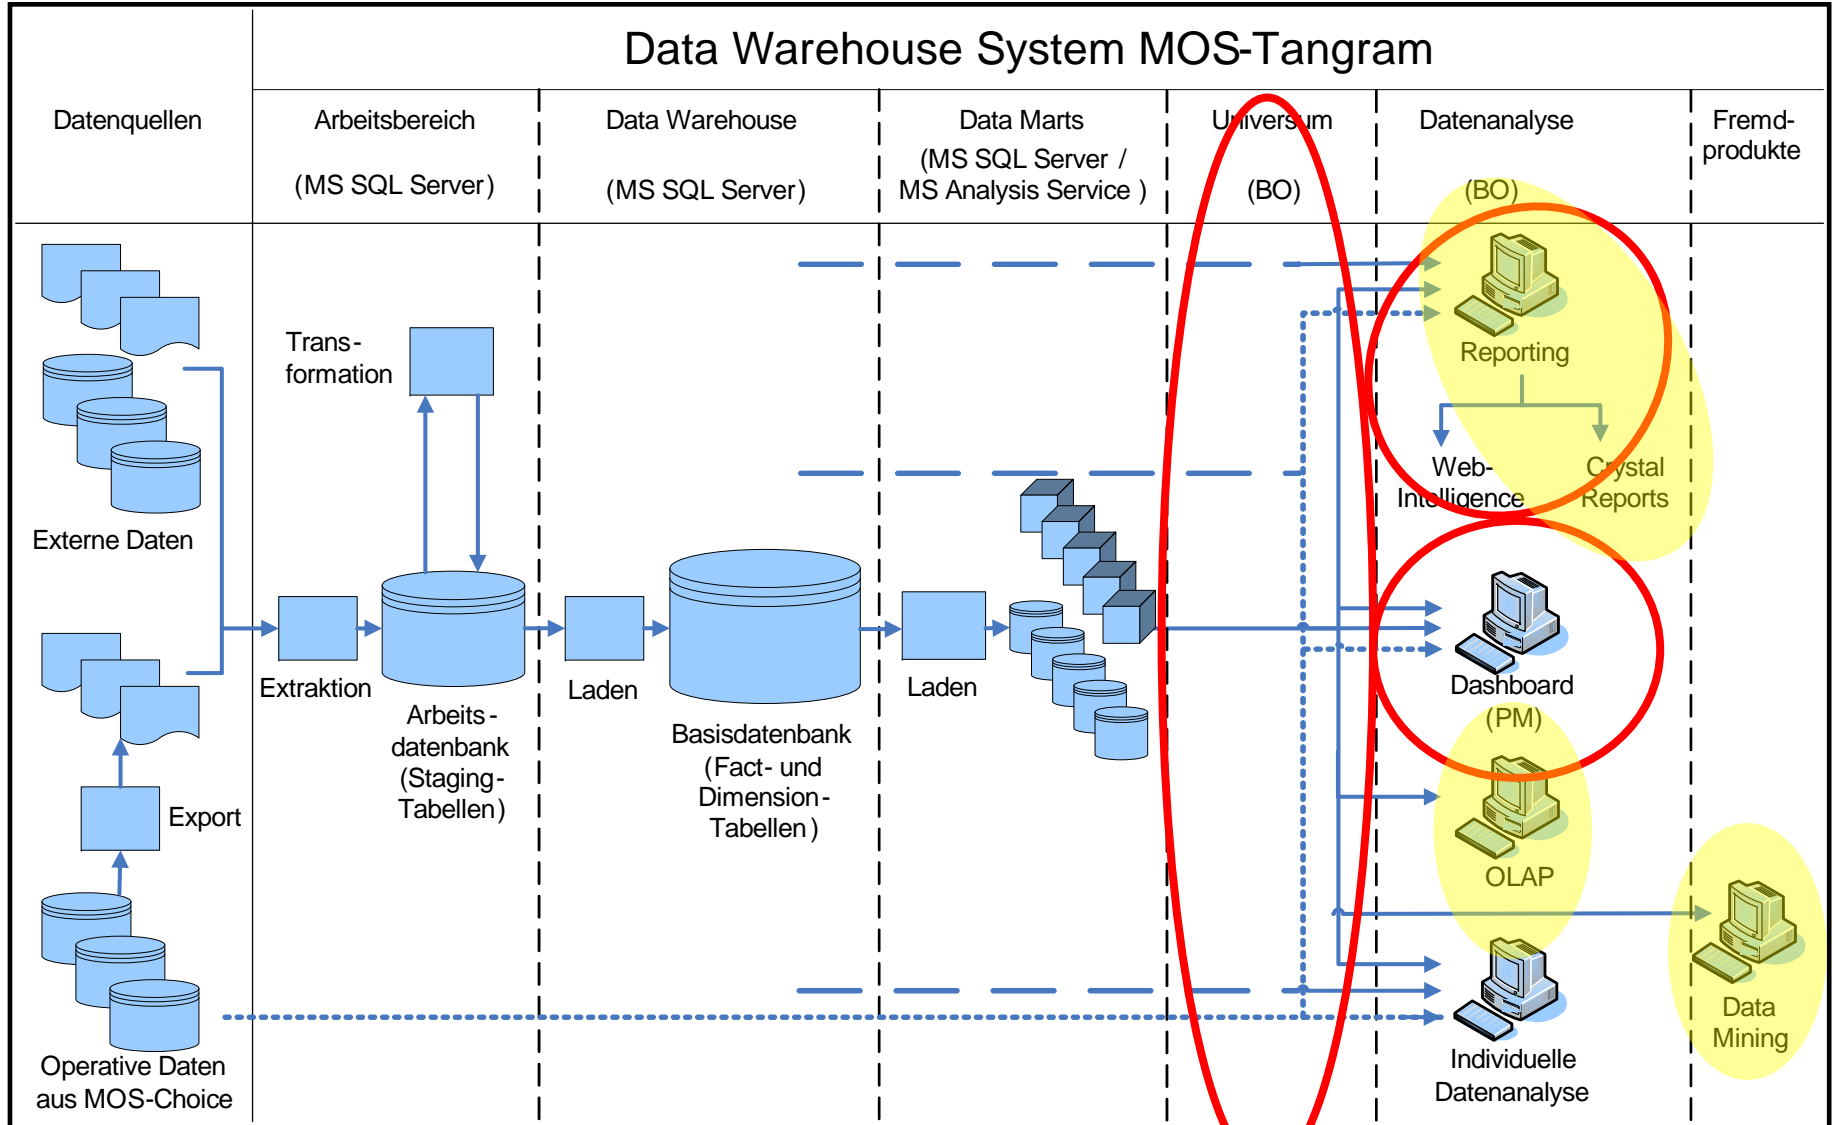 Data Warehouse System MOS-Tangram
Datenquellen
Arbeitsbereich
(MS SQL Server)
Data Warehouse
(MS SQL Server)
Data Marts
(MS SQL Server /
MS Analysis Service )
Universum
(BO)
Datenanalyse
(BO)
Fremd-
produkte
Externe Daten
Export
Operative Daten
aus MOS-Choice
Trans-
formation
Extraktion
Arbeits-
datenbank
(Staging-
Tabellen)
Laden
Basisdatenbank
(Fact- und
Dimension-
Tabellen)
Laden
Reporting
Web-
Intelligence
Crystal
Reports
Dashboard
(PM)
OLAP
Individuelle
Datenanalyse
Data
Mining